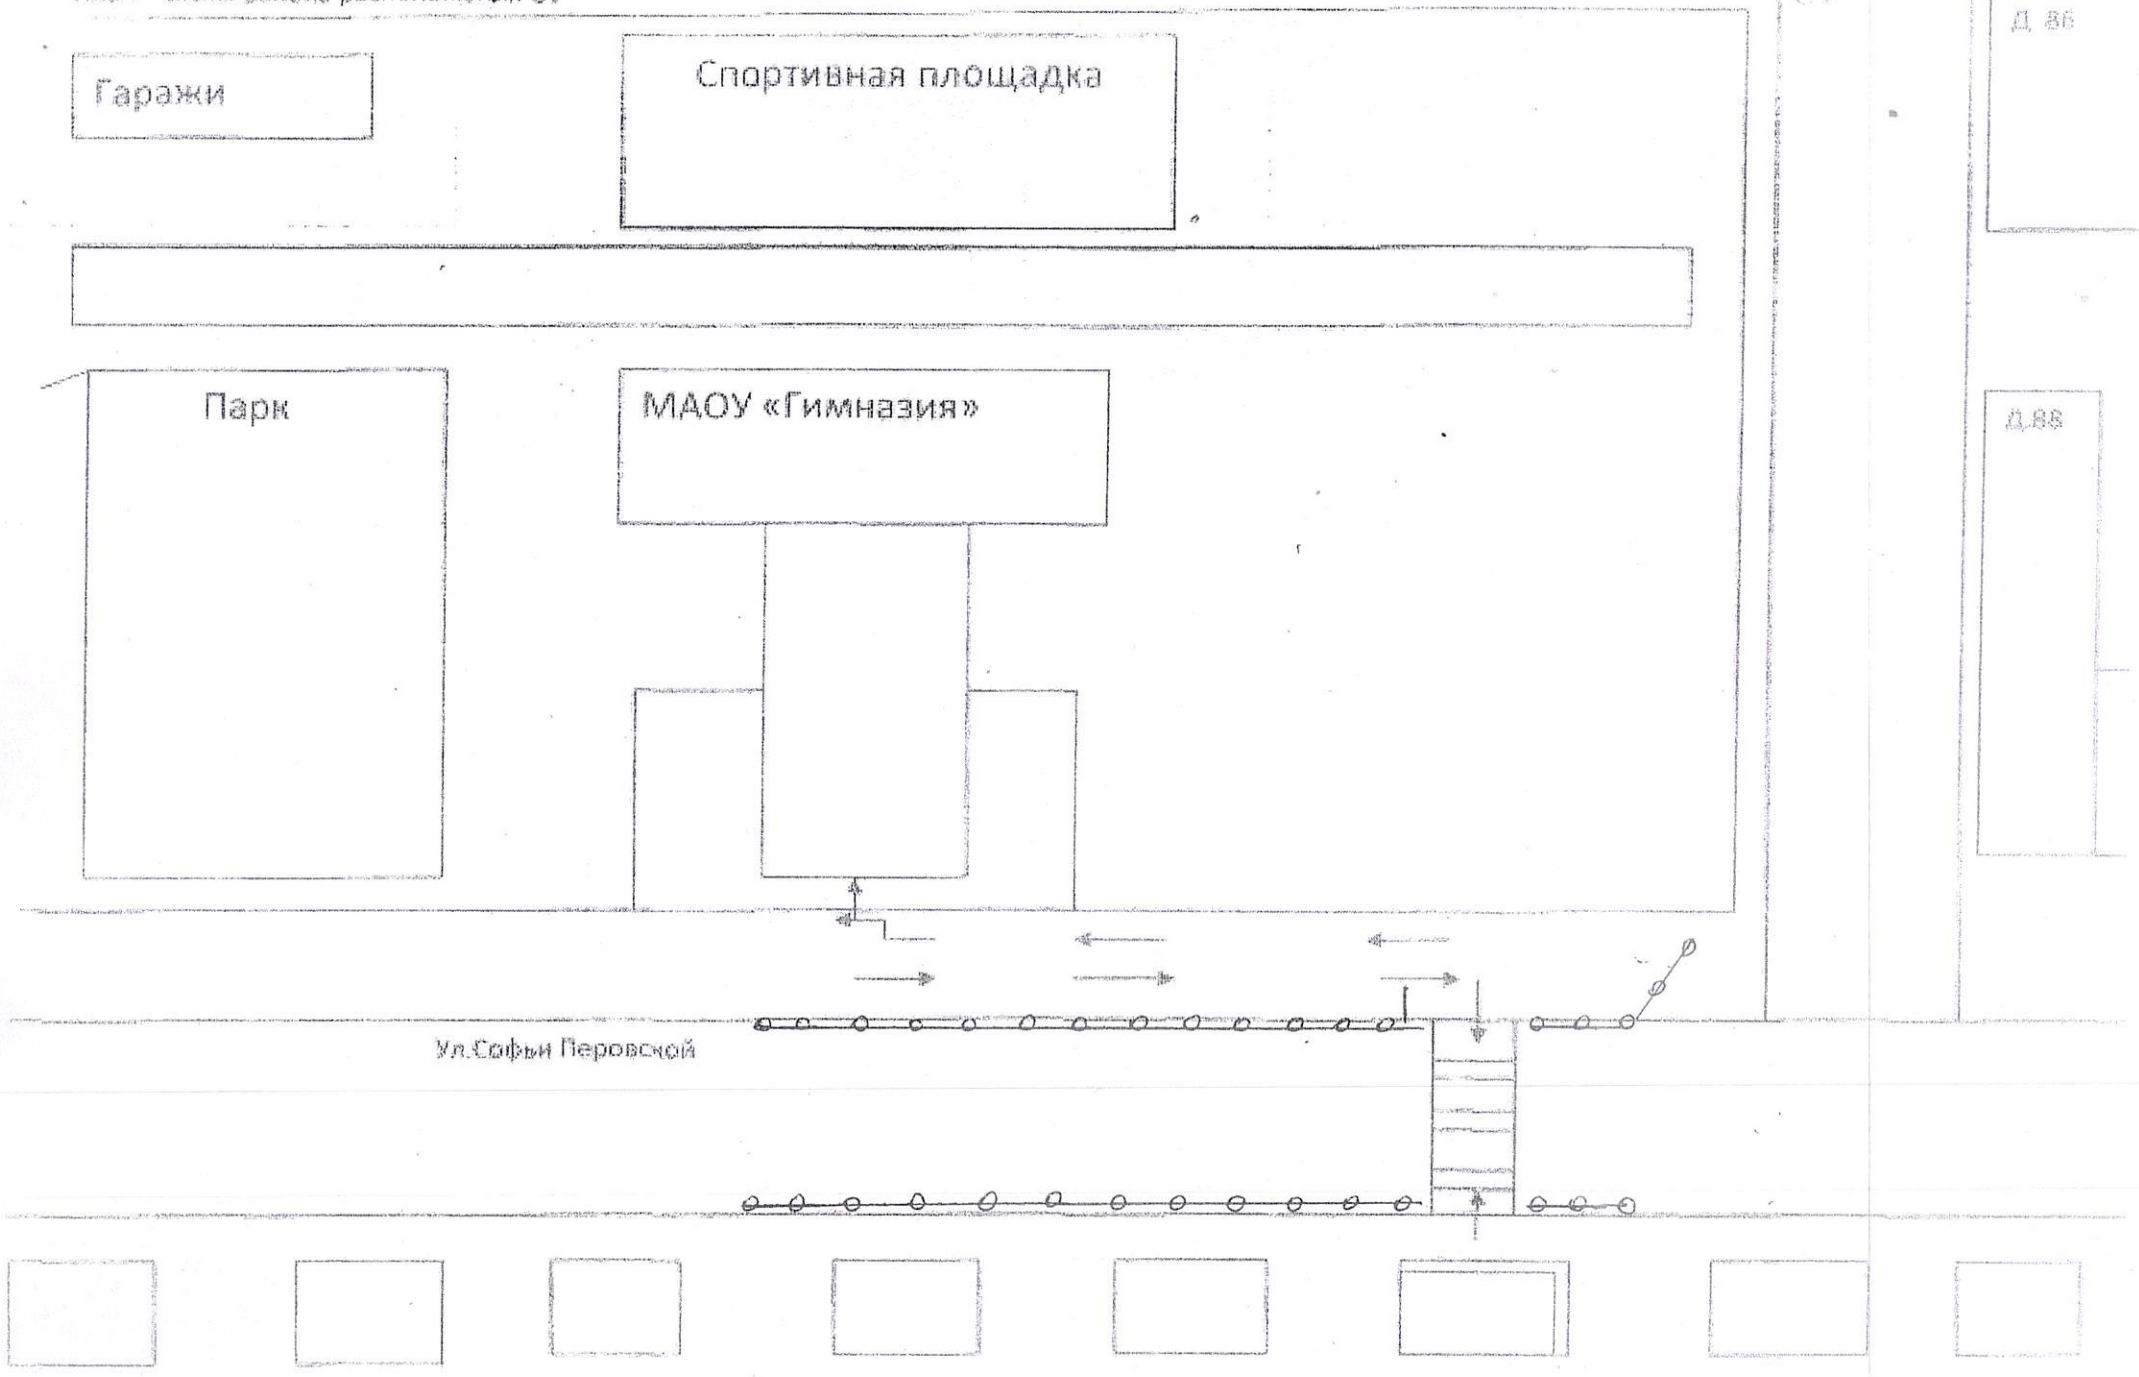 Д. 86
Гаражи
Спортивная площадка
Парк
МАОУ «Гимназия»
Д.88
Ул.Софьи Перовской